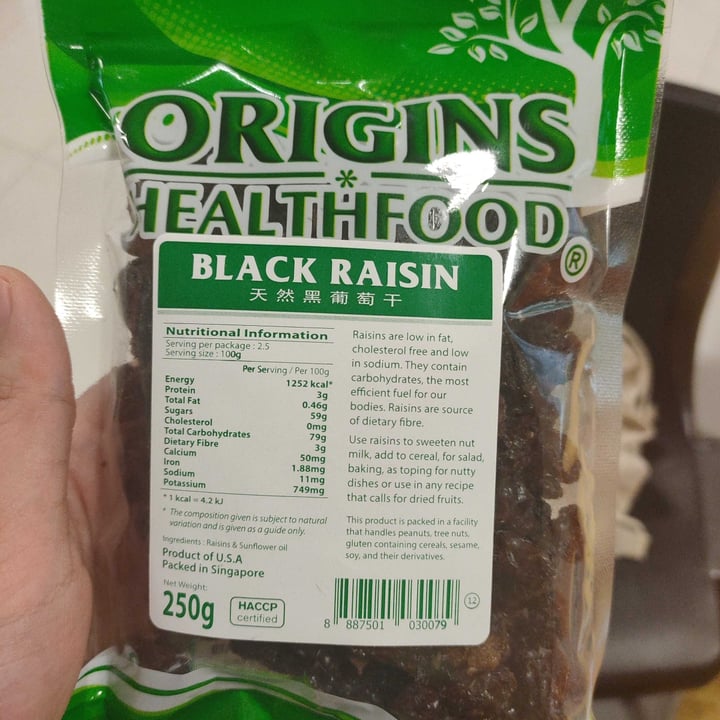 ORIGINS
HEALTHFOOD®
BLACK RAISIN
天然黑葡萄干
Nutritional Information
Serving per package : 2.5
Serving size : 100g
Per Serving / Per 100g
Energy 1252 kcal*
Protein 3g
Total Fat 0.46g
Sugars 59g
Cholesterol 0mg
Total Carbohydrates 79g
Dietary Fibre 3g
Calcium 50mg
Iron 1.88mg
Sodium 11mg
Potassium 749mg
* 1 kcal = 4.2 kJ
* The composition given is subject to natural
variation and is given as a guide only.
Ingredients : Raisins & Sunflower oil
Product of U.S.A
Packed in Singapore
Net Weight:
250g
HACCP
certified
Raisins are low in fat,
cholesterol free and low
in sodium. They contain
carbohydrates, the most
efficient fuel for our
bodies. Raisins are source
of dietary fibre.
Use raisins to sweeten nut
milk, add to cereal, for salad,
baking, as toping for nutty
dishes or use in any recipe
that calls for dried fruits.
This product is packed in a facility
that handles peanuts, tree nuts,
gluten containing cereals, sesame,
soy, and their derivatives.
12
8 887501 030079